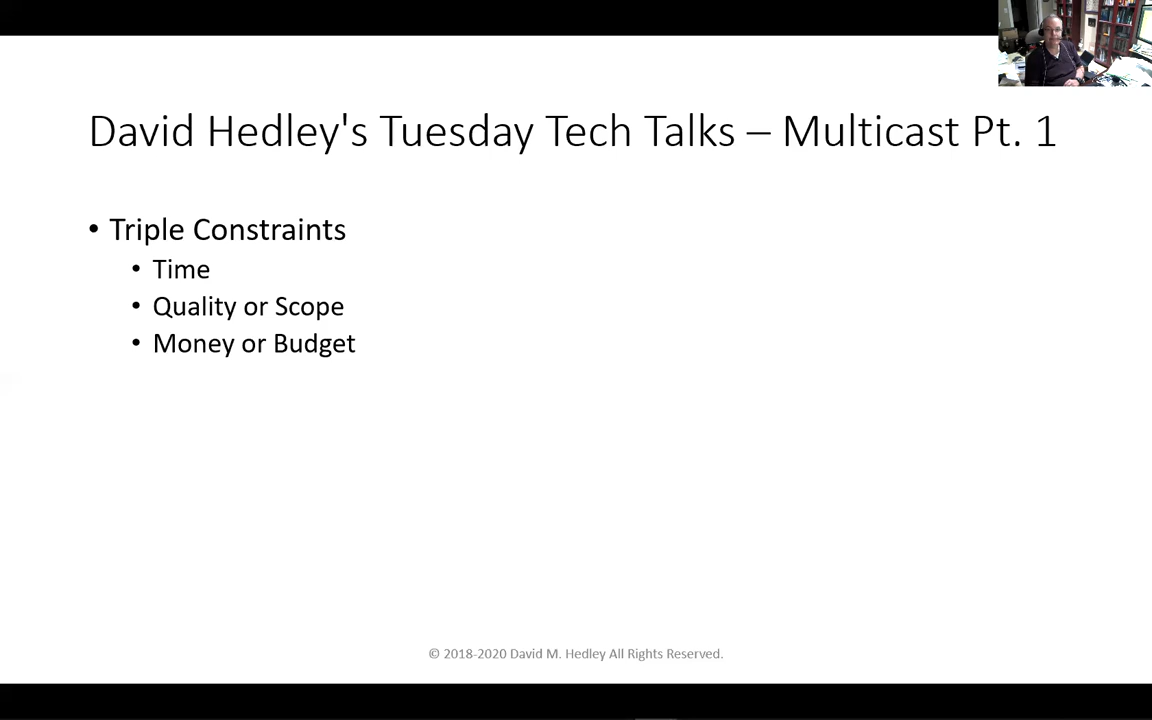 David Hedley's Tuesday Tech Talks – Multicast Pt. 1
• Triple Constraints
• Time
• Quality or Scope
• Money or Budget
© 2018-2020 David M. Hedley All Rights Reserved.